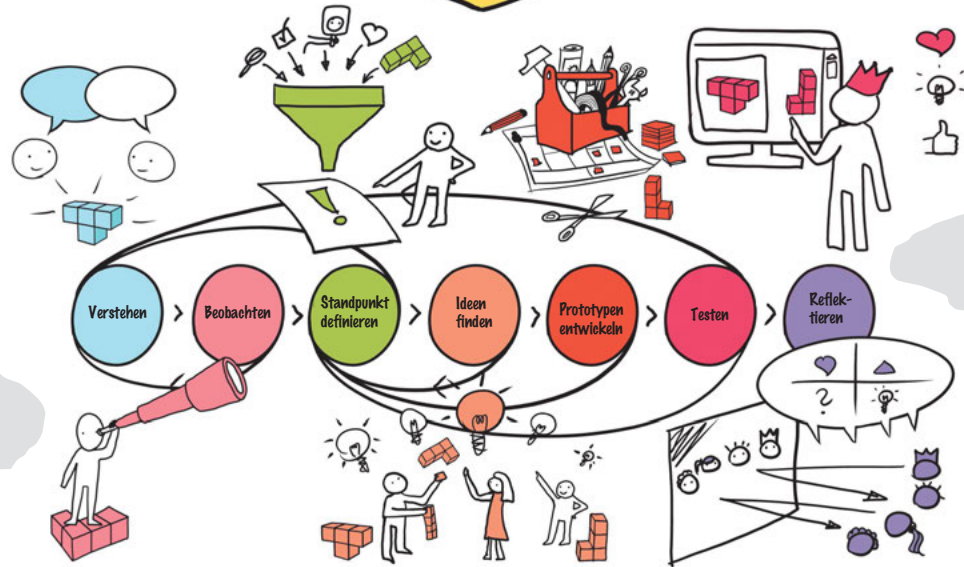 Verstehen
Beobachten
Standpunkt
definieren
Ideen
finden
Prototypen
entwickeln
Testen
Reflek-
tieren